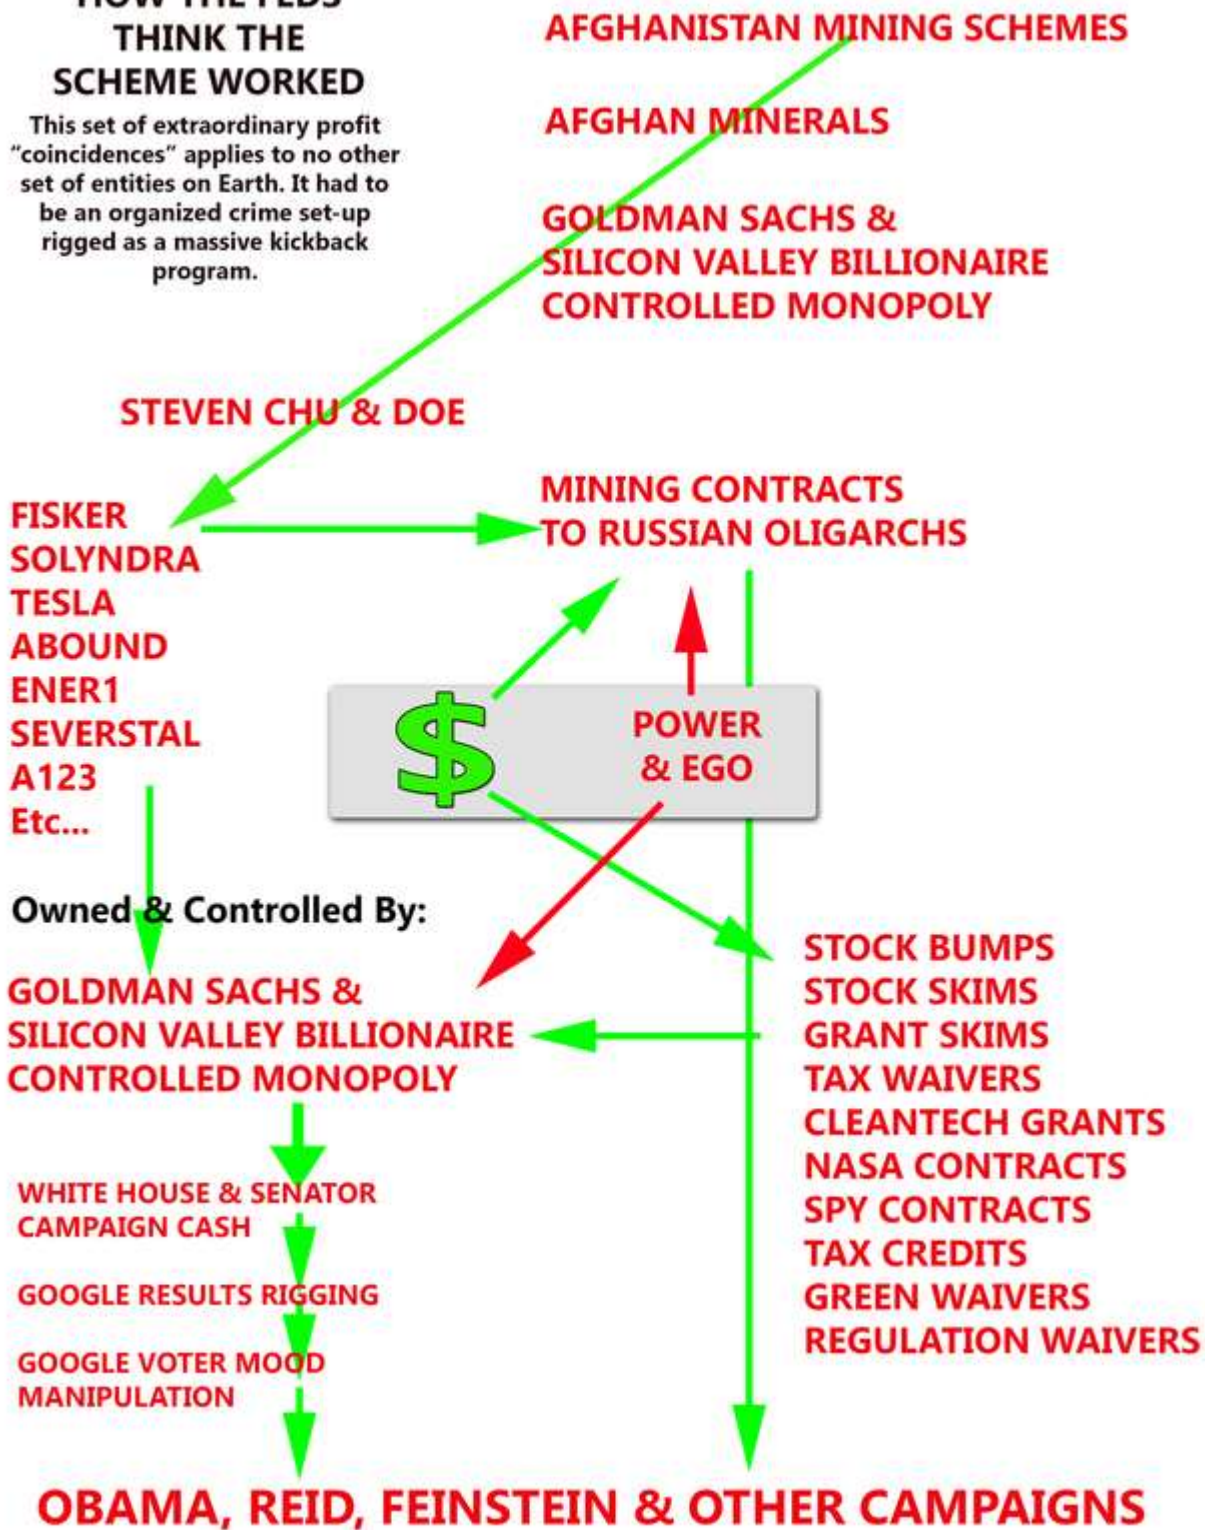 HOW THE FEDS
THINK THE
SCHEME WORKED
This set of extraordinary profit
"coincidences" applies to no other
set of entities on Earth. It had to
be an organized crime set-up
rigged as a massive kickback
program.
AFGHANISTAN MINING SCHEMES
AFGHAN MINERALS
GOLDMAN SACHS &
SILICON VALLEY BILLIONAIRE
CONTROLLED MONOPOLY
STEVEN CHU & DOE
FISKER
SOLYNDRA
TESLA
ABOUND
ENER1
SEVERSTAL
A123
Etc...
MINING CONTRACTS
TO RUSSIAN OLIGARCHS
$
POWER
& EGO
Owned & Controlled By:
GOLDMAN SACHS &
SILICON VALLEY BILLIONAIRE
CONTROLLED MONOPOLY
STOCK BUMPS
STOCK SKIMS
GRANT SKIMS
TAX WAIVERS
CLEANTECH GRANTS
NASA CONTRACTS
SPY CONTRACTS
TAX CREDITS
GREEN WAIVERS
REGULATION WAIVERS
WHITE HOUSE & SENATOR
CAMPAIGN CASH
GOOGLE RESULTS RIGGING
GOOGLE VOTER MOOD
MANIPULATION
OBAMA, REID, FEINSTEIN & OTHER CAMPAIGNS